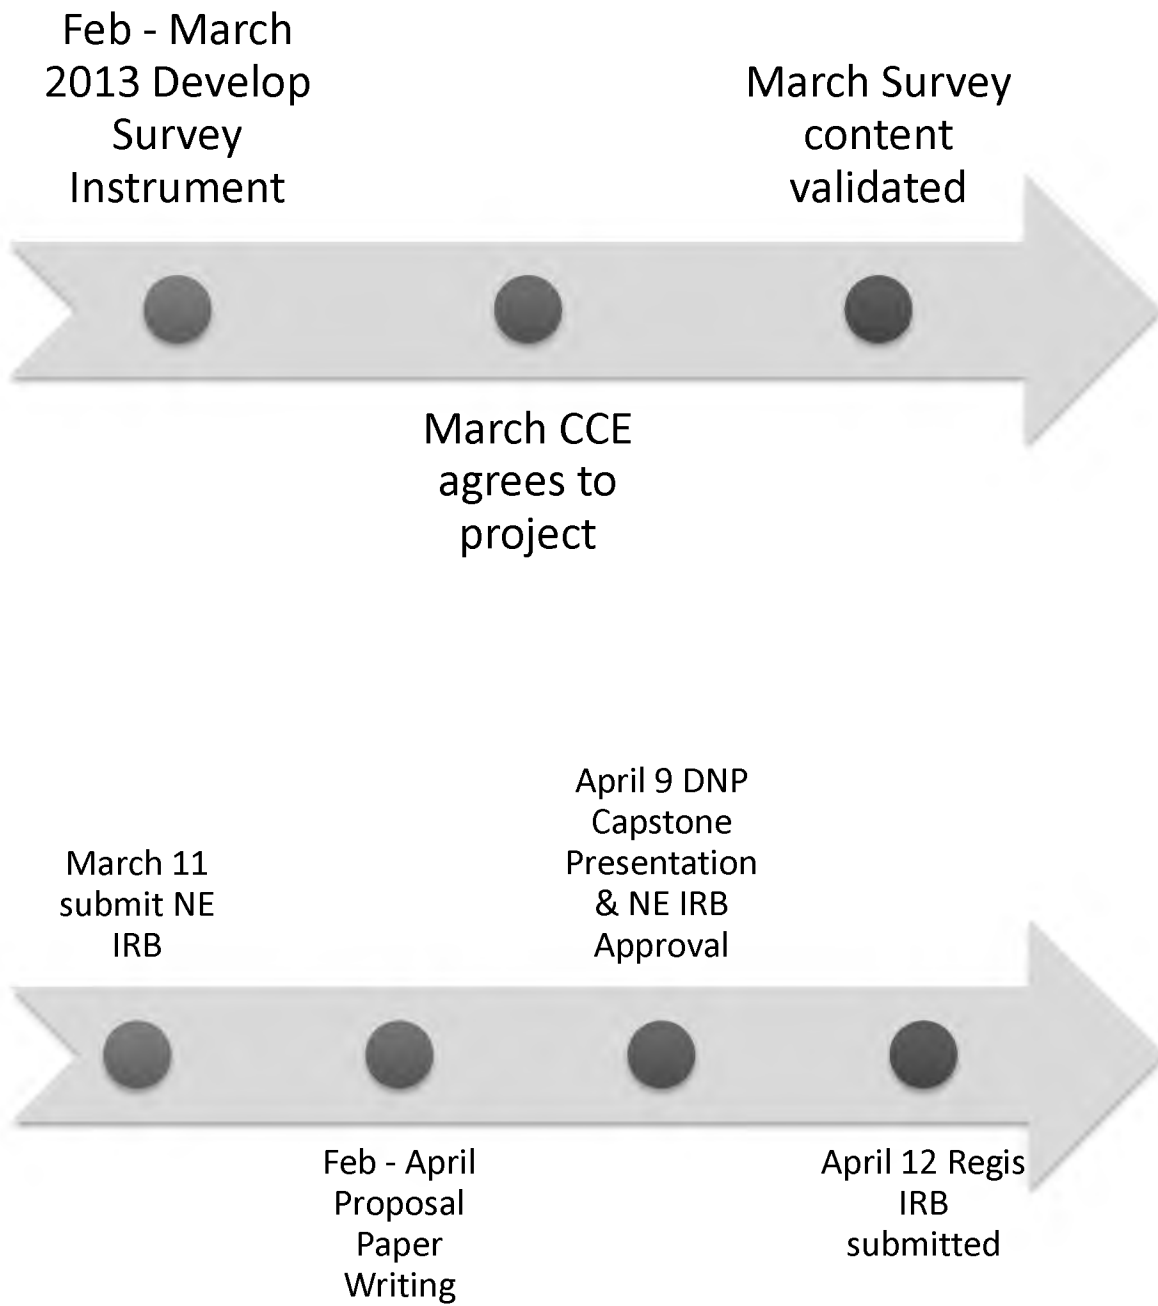 Feb - March
2013 Develop
Survey
Instrument
March CCE
agrees to
project
March Survey
content
validated
March 11
submit NE
IRB
Feb - April
Proposal
Paper
Writing
April 9 DNP
Capstone
Presentation
& NE IRB
Approval
April 12 Regis
IRB
submitted